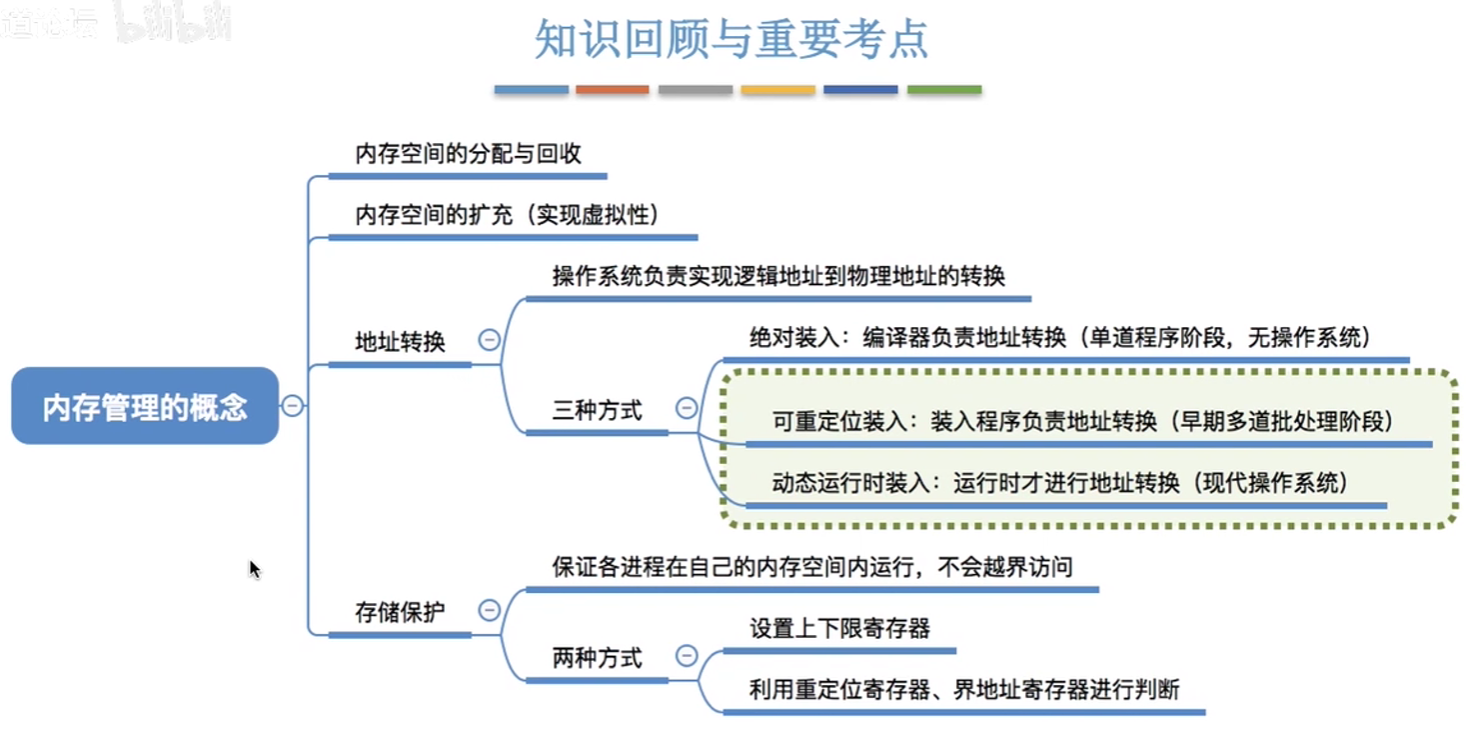 道论坛 bilibili
知识回顾与重要考点
内存空间的分配与回收
内存空间的扩充（实现虚拟性）
操作系统负责实现逻辑地址到物理地址的转换
地址转换
绝对装入：编译器负责地址转换（单道程序阶段，无操作系统）
三种方式
可重定位装入：装入程序负责地址转换（早期多道批处理阶段）
动态运行时装入：运行时才进行地址转换（现代操作系统）
内存管理的概念
保证各进程在自己的内存空间内运行，不会越界访问
存储保护
设置上下限寄存器
两种方式
利用重定位寄存器、界地址寄存器进行判断